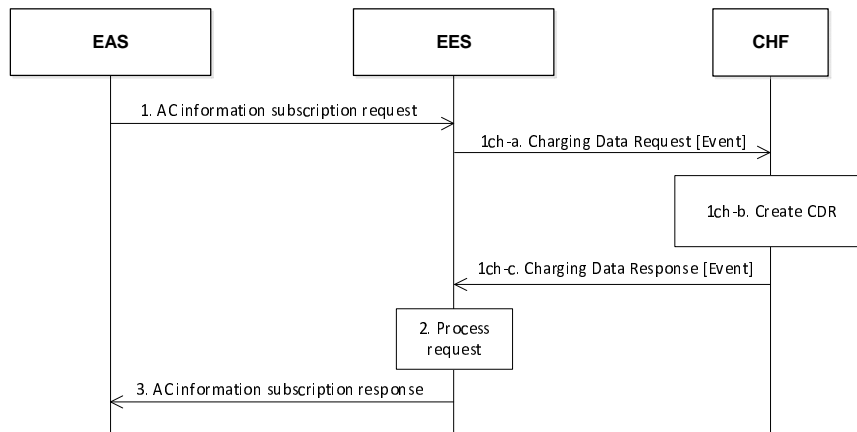 EAS
EES
CHF
1. AC information subscription request
1ch-a. Charging Data Request [Event]
1ch-b. Create CDR
1ch-c. Charging Data Response [Event]
2. Process
request
3. AC information subscription response